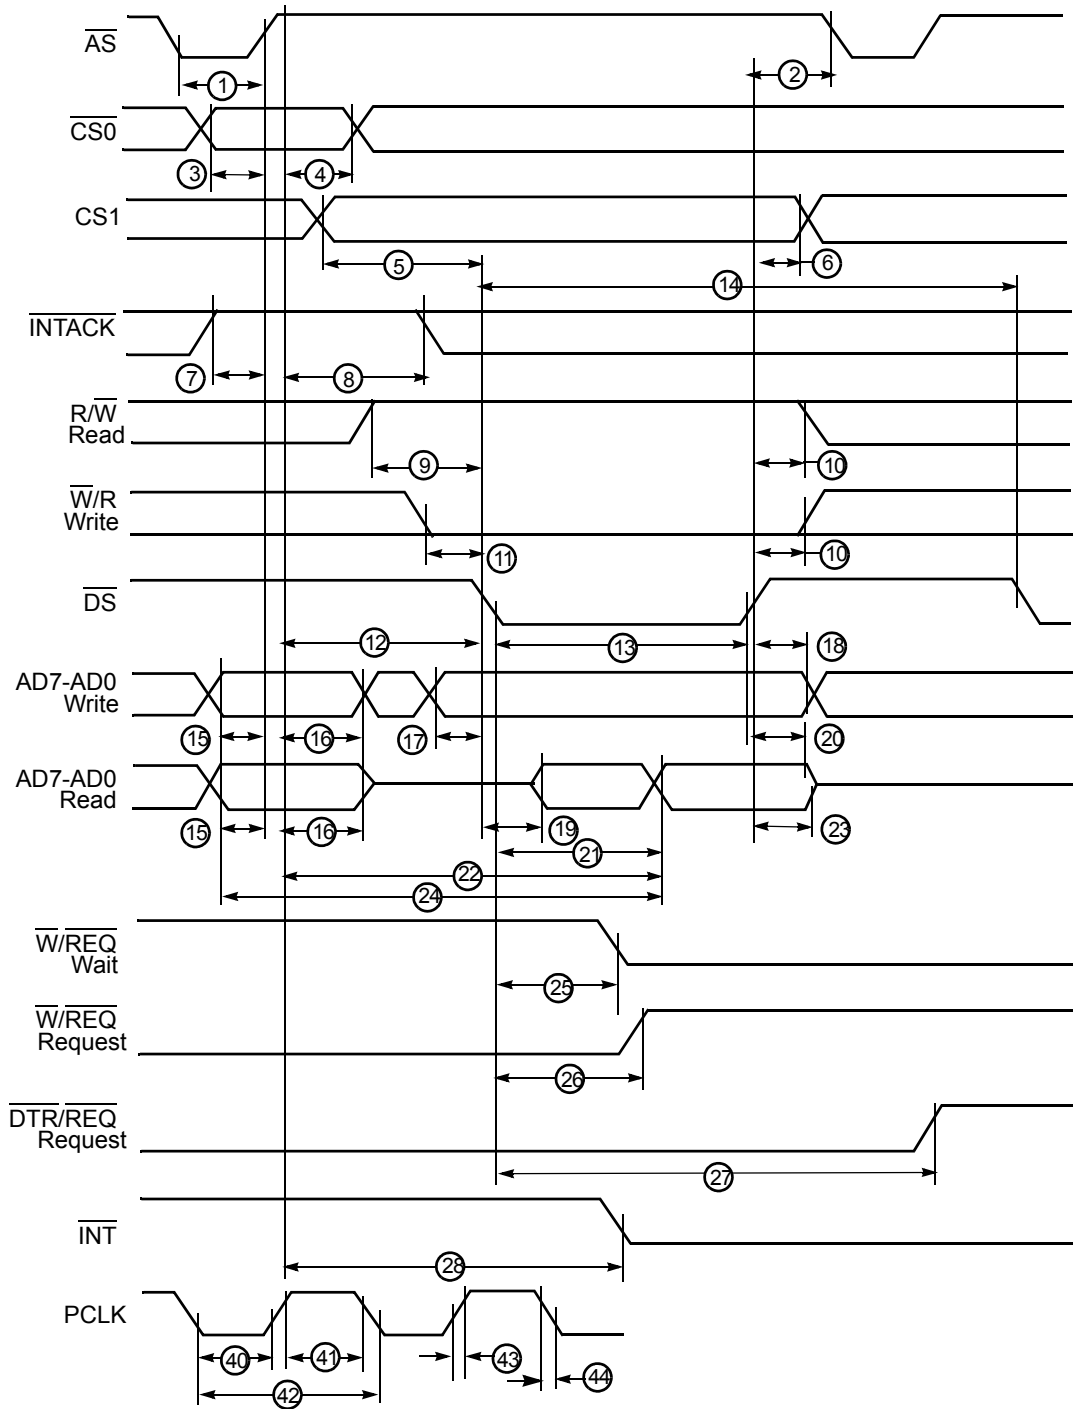 AS
1
2
CS0
3
4
CS1
5
6
14
INTACK
7
8
R/W
Read
9
10
W/R
Write
11
10
DS
12
13
18
AD7-AD0
Write
15
16
17
20
AD7-AD0
Read
15
16
19
23
21
22
24
W/REQ
Wait
25
W/REQ
Request
26
DTR/REQ
Request
27
INT
28
PCLK
40
41
43
44
42